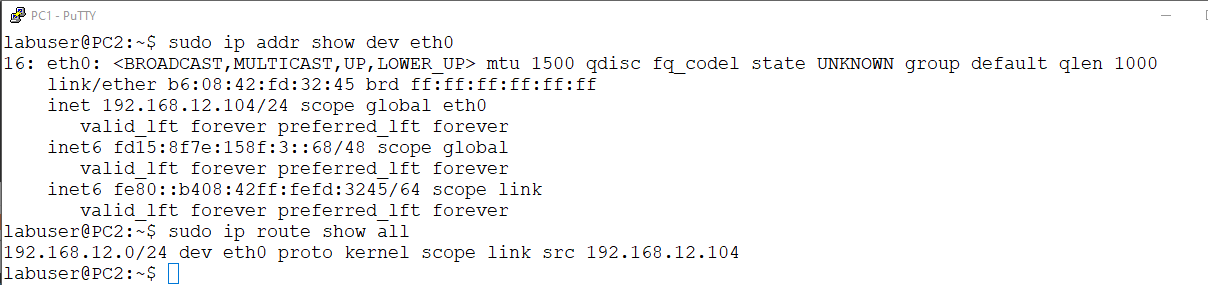 PC1 - PuTTY
labuser@PC2:~$ sudo ip addr show dev eth0
16: eth0: <BROADCAST,MULTICAST,UP,LOWER_UP> mtu 1500 qdisc fq_codel state UNKNOWN group default qlen 1000
    link/ether b6:08:42:fd:32:45 brd ff:ff:ff:ff:ff:ff
    inet 192.168.12.104/24 scope global eth0
       valid_lft forever preferred_lft forever
    inet6 fd15:8f7e:158f:3::68/48 scope global
       valid_lft forever preferred_lft forever
    inet6 fe80::b408:42ff:fefd:3245/64 scope link
       valid_lft forever preferred_lft forever
labuser@PC2:~$ sudo ip route show all
192.168.12.0/24 dev eth0 proto kernel scope link src 192.168.12.104
labuser@PC2:~$